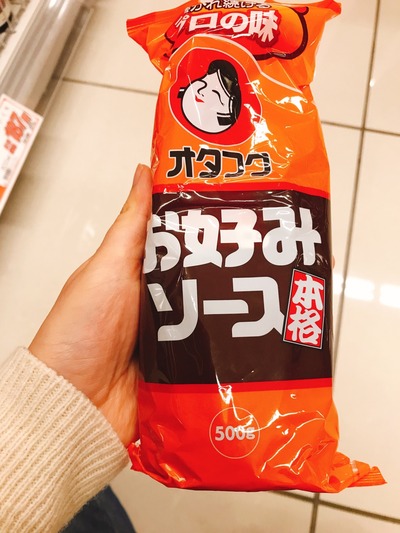 プロの味
オタフク
お好み
ソース
本格
500g